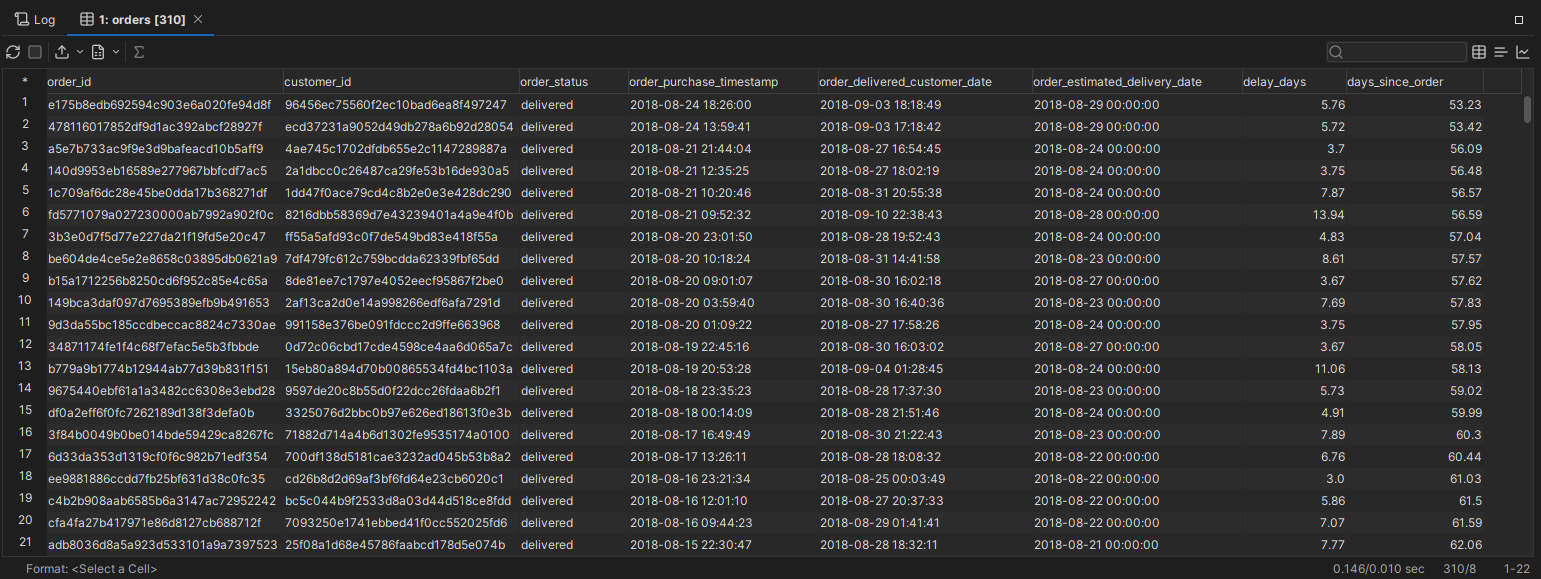 Log 1: orders [310]
* order_id customer_id order_status order_purchase_timestamp order_delivered_customer_date order_estimated_delivery_date delay_days days_since_order
1 e175b8edb692594c903e6a020fe94d8f 96456ec75560f2ec10bad6ea8f497247 delivered 2018-08-24 18:26:00 2018-09-03 18:18:49 2018-08-29 00:00:00 5.76 53.23
2 478116017852df9d1ac392abcf28927f ecd37231a9052d49db278a6b92d28054 delivered 2018-08-24 13:59:41 2018-09-03 17:18:42 2018-08-29 00:00:00 5.72 53.42
3 a5e7b733ac9f9e3d9bafeacd10b5aff9 4ae745c1702dfdb655e2c1147289887a delivered 2018-08-21 21:44:04 2018-08-27 16:54:45 2018-08-24 00:00:00 3.7 56.09
4 140d9953eb16589e277967bbfcdf7ac5 2a1dbcc0c26487ca29fe53b16de930a5 delivered 2018-08-21 12:35:25 2018-08-27 18:02:19 2018-08-24 00:00:00 3.75 56.48
5 1c709af6dc28e45be0dda17b368271df 1dd47f0ace79cd4c8b2e0e3e428dc290 delivered 2018-08-21 10:20:46 2018-08-31 20:55:38 2018-08-24 00:00:00 7.87 56.57
6 fd5771079a027230000ab7992a902f0c 8216dbb58369d7e43239401a4a9e4f0b delivered 2018-08-21 09:52:32 2018-09-10 22:38:43 2018-08-28 00:00:00 13.94 56.59
7 3b3e0d7f5d77e227da21f19fd5e20c47 ff55a5afd93c0f7de549bd83e418f55a delivered 2018-08-20 23:01:50 2018-08-28 19:52:43 2018-08-24 00:00:00 4.83 57.04
8 be604de4ce5e2e8658c03895db0621a9 7df479fc612c759bcdda62339fbf65dd delivered 2018-08-20 10:18:24 2018-08-31 14:41:58 2018-08-23 00:00:00 8.61 57.57
9 b15a1712256b8250cd6f952c85e4c65a 8de81ee7c1797e4052eecf95867f2be0 delivered 2018-08-20 09:01:07 2018-08-30 16:02:18 2018-08-27 00:00:00 3.67 57.62
10 149bca3daf097d7695389efb9b491653 2af13ca2d0e14a998266edf6afa7291d delivered 2018-08-20 03:59:40 2018-08-30 16:40:36 2018-08-23 00:00:00 7.69 57.83
11 9d3da55bc185ccdbeccac8824c7330ae 991158e376be091fdccc2d9ffe663968 delivered 2018-08-20 01:09:22 2018-08-27 17:58:26 2018-08-24 00:00:00 3.75 57.95
12 34871174fe1f4c68f7efac5e5b3fbbde 0d72c06cbd17cde4598ce4aa6d065a7c delivered 2018-08-19 22:45:16 2018-08-30 16:03:02 2018-08-27 00:00:00 3.67 58.05
13 b779a9b1774b12944ab77d39b831f151 15eb80a894d70b00865534fd4bc1103a delivered 2018-08-19 20:53:28 2018-09-04 01:28:45 2018-08-24 00:00:00 11.06 58.13
14 9675440ebf61a1a3482cc6308e3ebd28 9597de20c8b55d0f22dcc26fdaa6b2f1 delivered 2018-08-18 23:35:23 2018-08-28 17:37:30 2018-08-23 00:00:00 5.73 59.02
15 df0a2eff6f0fc7262189d138f3defa0b 3325076d2bbc0b97e626ed18613f0e3b delivered 2018-08-18 00:14:09 2018-08-28 21:51:46 2018-08-24 00:00:00 4.91 59.99
16 3f84b0049b0be014bde59429ca8267fc 71882d714a4b6d1302fe9535174a0100 delivered 2018-08-17 16:49:49 2018-08-30 21:22:43 2018-08-23 00:00:00 7.89 60.3
17 6d33da353d1319cf0f6c982b71edf354 700df138d5181cae3232ad045b53b8a2 delivered 2018-08-17 13:26:11 2018-08-28 18:08:32 2018-08-22 00:00:00 6.76 60.44
18 ee9881886ccdd7fb25bf631d38c0fc35 cd26b8d2d69af3bf6fd64e23cb6020c1 delivered 2018-08-16 23:21:34 2018-08-25 00:03:49 2018-08-22 00:00:00 3.0 61.03
19 c4b2b908aab6585b6a3147ac72952242 bc5c044b9f2533d8a03d44d518ce8fdd delivered 2018-08-16 12:01:10 2018-08-27 20:37:33 2018-08-22 00:00:00 5.86 61.5
20 cfa4fa27b417971e86d8127cb688712f 7093250e1741ebbed41f0cc552025fd6 delivered 2018-08-16 09:44:23 2018-08-29 01:41:41 2018-08-22 00:00:00 7.07 61.59
21 adb8036d8a5a923d533101a9a7397523 25f08a1d68e45786faabcd178d5e074b delivered 2018-08-15 22:30:47 2018-08-28 18:32:11 2018-08-21 00:00:00 7.77 62.06
Format: <Select a Cell> 0.146/0.010 sec 310/8 1-22